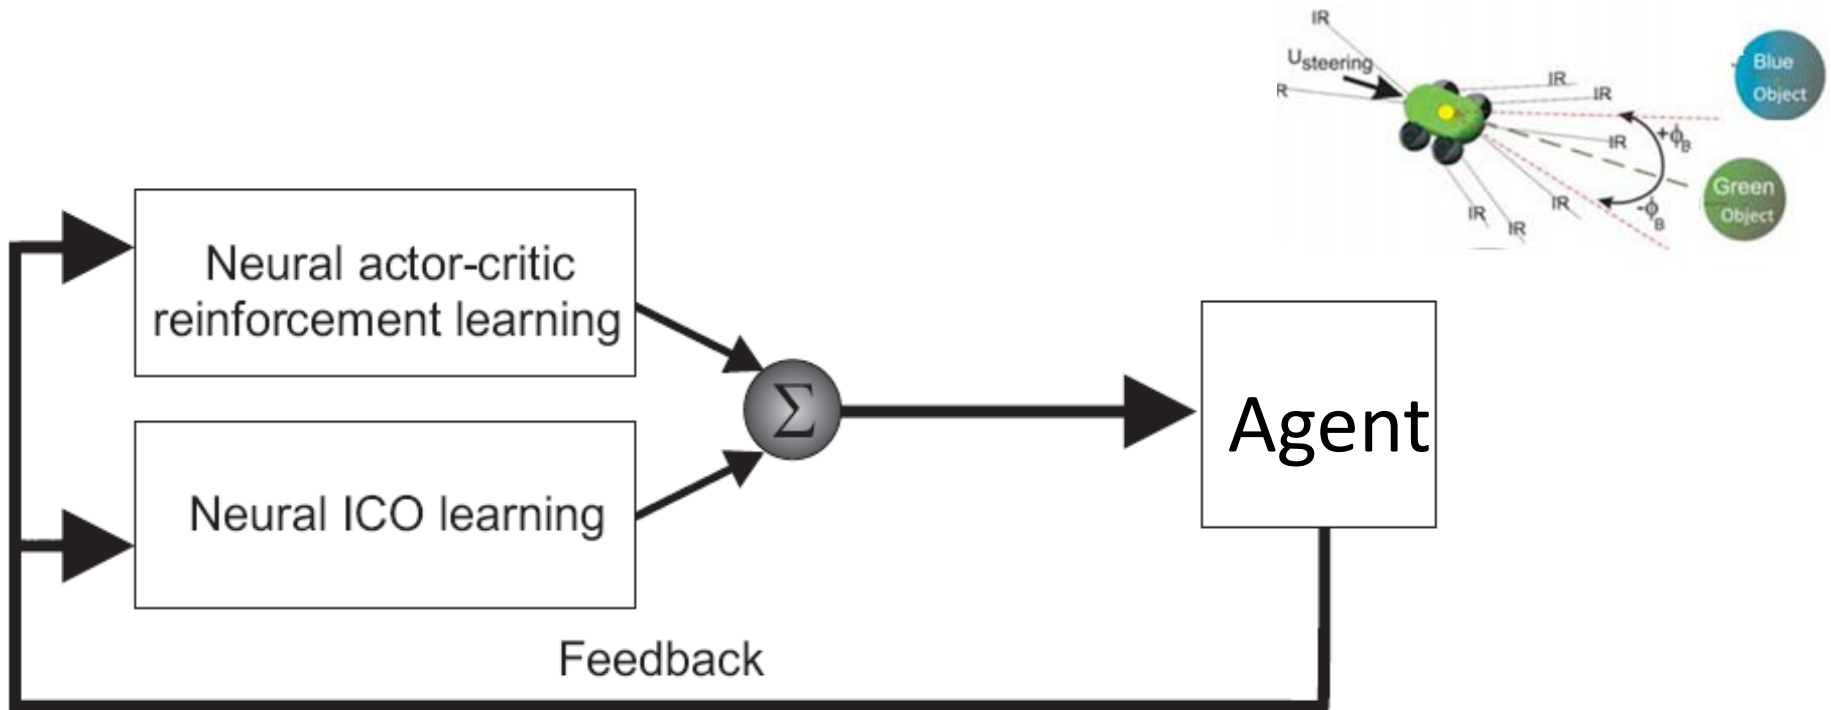 IR
Usteering
R
IR
IR
IR
IR
IR
IR
+ϕB
-ϕB
Blue
Object
Green
Object
Neural actor-critic
reinforcement learning
Neural ICO learning
Σ
Agent
Feedback